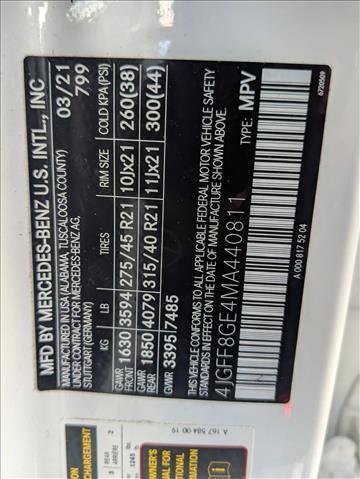 MFD BY MERCEDES-BENZ U.S. INTL., INC
MANUFACTURED IN USA (ALABAMA, TUSCALOOSA COUNTY)
UNDER CONTRACT FOR MERCEDES-BENZ AG
STUTTGART (GERMANY)
03/21
799
KG LB TIRES RIM SIZE COLD KPA (PSI)
GAWR FRONT 1630 3594 275/45 R21 10Jx21 260(38)
GAWR REAR 1850 4079 315/40 R21 11Jx21 300(44)
GVWR 3395 7485
THIS VEHICLE CONFORMS TO ALL APPLICABLE FEDERAL MOTOR VEHICLE SAFETY
STANDARDS IN EFFECT ON THE DATE OF MANUFACTURE SHOWN ABOVE.
TYPE: MPV
4JGFF8GE4MA440811
A 000 817 52 04
6720509
A 167 584 00 19